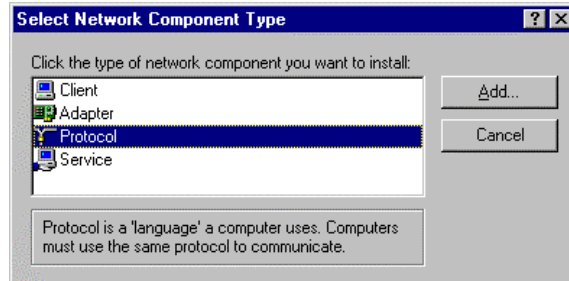 Select Network Component Type
Click the type of network component you want to install:
Client
Adapter
Protocol
Service
Add...
Cancel
Protocol is a 'language' a computer uses. Computers
must use the same protocol to communicate.